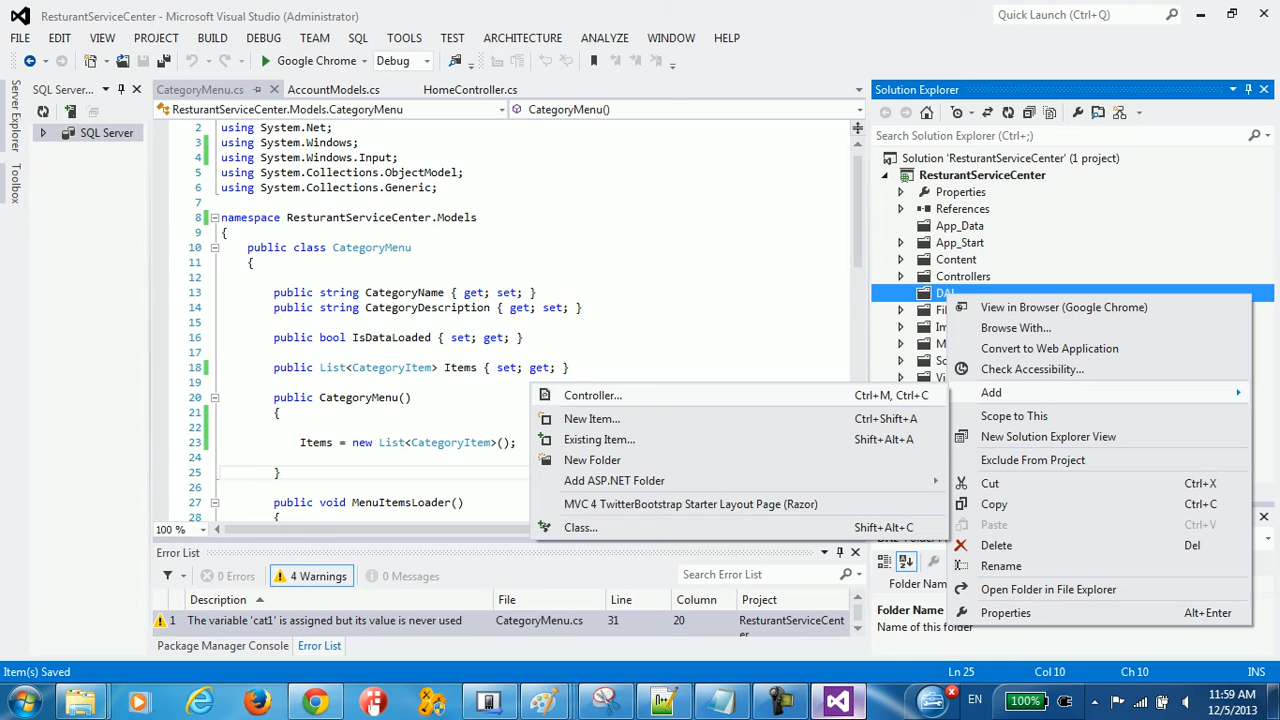 ResturantServiceCenter - Microsoft Visual Studio (Administrator)
Quick Launch (Ctrl+Q)
FILE EDIT VIEW PROJECT BUILD DEBUG TEAM SQL TOOLS TEST ARCHITECTURE ANALYZE WINDOW HELP
Google Chrome Debug
Server Explorer
Toolbox
SQL Server...
SQL Server
CategoryMenu.cs AccountModels.cs HomeController.cs
ResturantServiceCenter.Models.CategoryMenu CategoryMenu()
2 using System.Net;
3 using System.Windows;
4 using System.Windows.Input;
5 using System.Collections.ObjectModel;
6 using System.Collections.Generic;
7
8 namespace ResturantServiceCenter.Models
9 {
10 public class CategoryMenu
11 {
12
13 public string CategoryName { get; set; }
14 public string CategoryDescription { get; set; }
15
16 public bool IsDataLoaded { set; get; }
17
18 public List<CategoryItem> Items { set; get; }
19
20 public CategoryMenu()
21 {
22
23 Items = new List<CategoryItem>();
24
25 }
26
27 public void MenuItemsLoader()
28 {
100 %
Error List
0 Errors 4 Warnings 0 Messages
Search Error List
Description File Line Column Project
1 The variable 'cat1' is assigned but its value is never used CategoryMenu.cs 31 20 ResturantServiceCenter
Package Manager Console Error List
Solution Explorer
Search Solution Explorer (Ctrl+;)
Solution 'ResturantServiceCenter' (1 project)
ResturantServiceCenter
Properties
References
App_Data
App_Start
Content
Controllers
DAL
Fil
Im
M
Sc
Vi
View in Browser (Google Chrome)
Browse With...
Convert to Web Application
Check Accessibility...
Add
Scope to This
New Solution Explorer View
Exclude From Project
Cut Ctrl+X
Copy Ctrl+C
Paste Ctrl+V
Delete Del
Rename
Open Folder in File Explorer
Properties Alt+Enter
Controller... Ctrl+M, Ctrl+C
New Item... Ctrl+Shift+A
Existing Item... Shift+Alt+A
New Folder
Add ASP.NET Folder
MVC 4 TwitterBootstrap Starter Layout Page (Razor)
Class... Shift+Alt+C
Folder Nam
Folder Name
Name of this folder
Item(s) Saved Ln 25 Col 10 Ch 10 INS
EN 100% 11:59 AM
12/5/2013